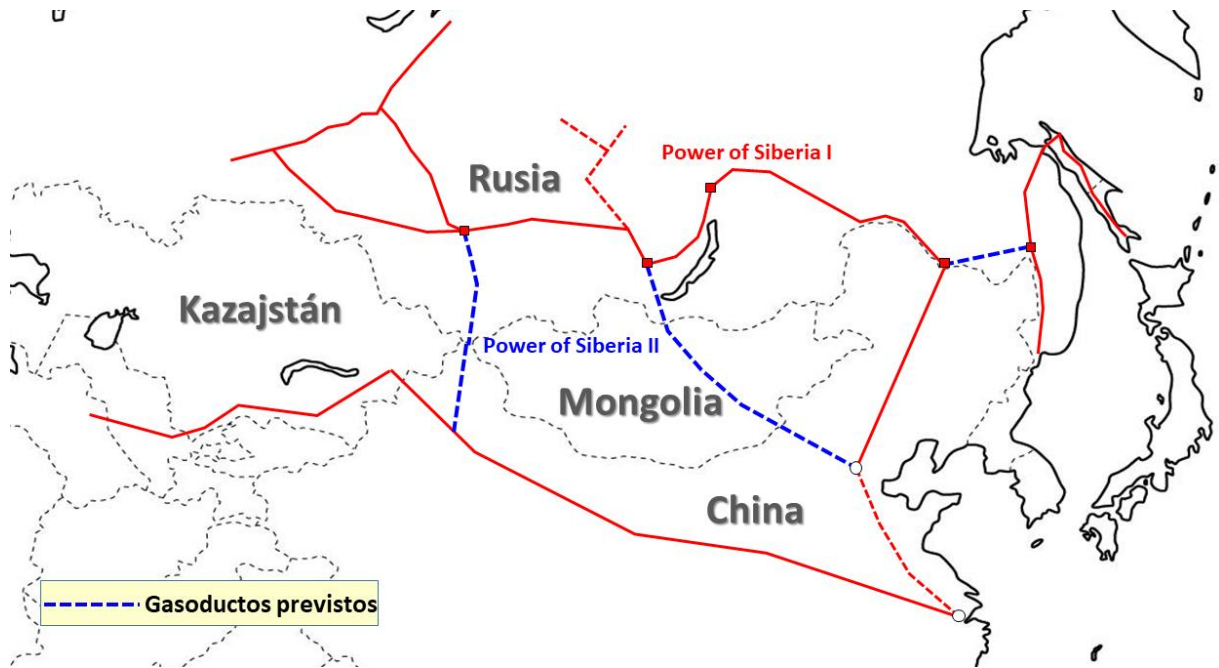 Power of Siberia I
Rusia
Kazajstán
Power of Siberia II
Mongolia
China
Gasoductos previstos